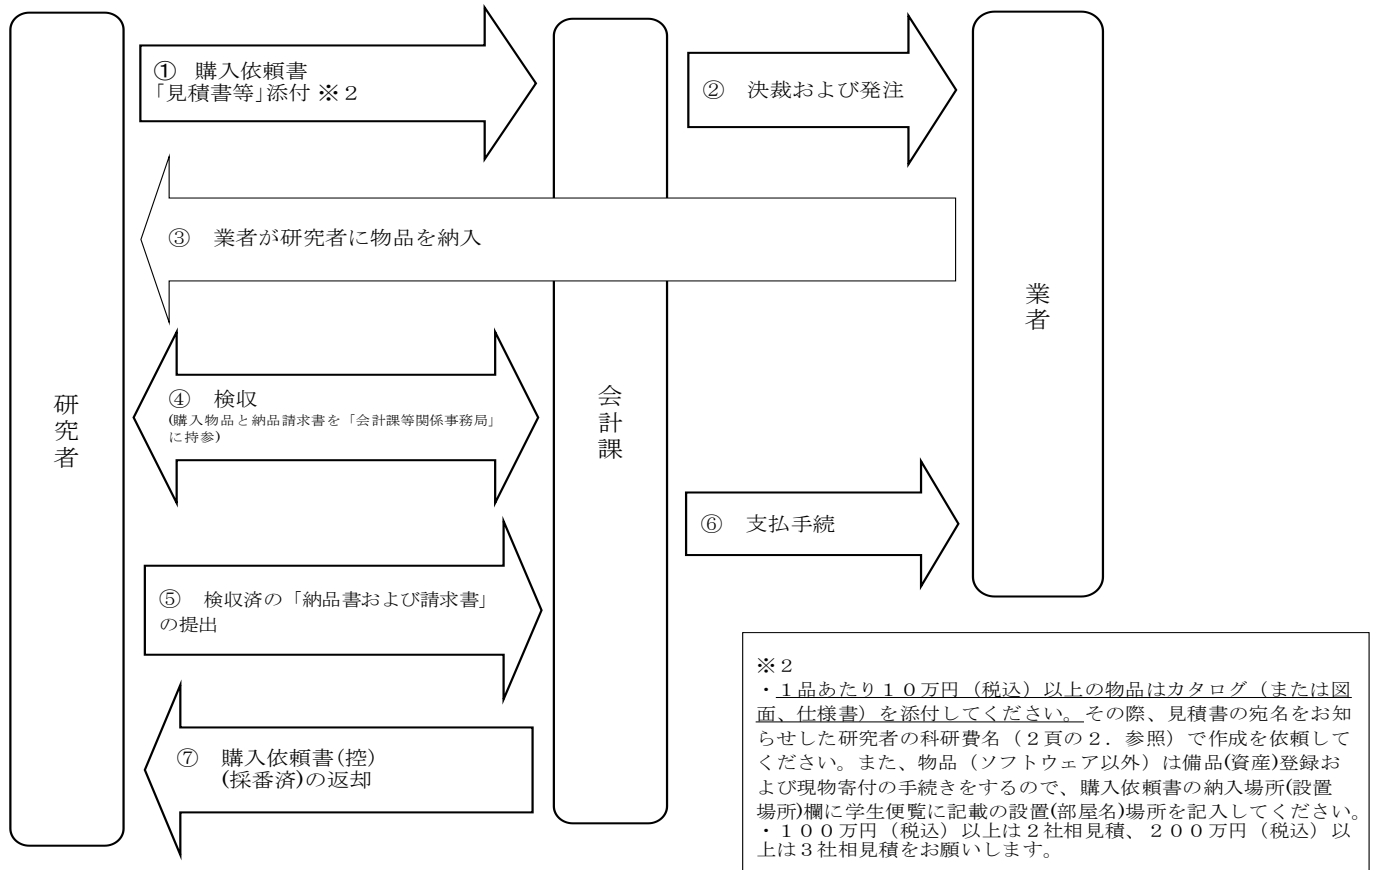 ① 購入依頼書
「見積書等」添付 ※２
② 決裁および発注
③ 業者が研究者に物品を納入
業者
研究者
④ 検収
(購入物品と納品請求書を「会計課等関係事務局」
に持参)
会計課
⑥ 支払手続
⑤ 検収済の「納品書および請求書」
の提出
⑦ 購入依頼書(控)
(採番済)の返却
※２
・１品あたり１０万円（税込）以上の物品はカタログ（または図
面、仕様書）を添付してください。その際、見積書の宛名をお知
らせした研究者の科研費名（２頁の２．参照）で作成を依頼して
ください。また、物品（ソフトウェア以外）は備品(資産)登録お
よび現物寄付の手続きをするので、購入依頼書の納入場所(設置
場所)欄に学生便覧に記載の設置(部屋名)場所を記入してください。
・１００万円（税込）以上は２社相見積、２００万円（税込）以
上は３社相見積をお願いします。